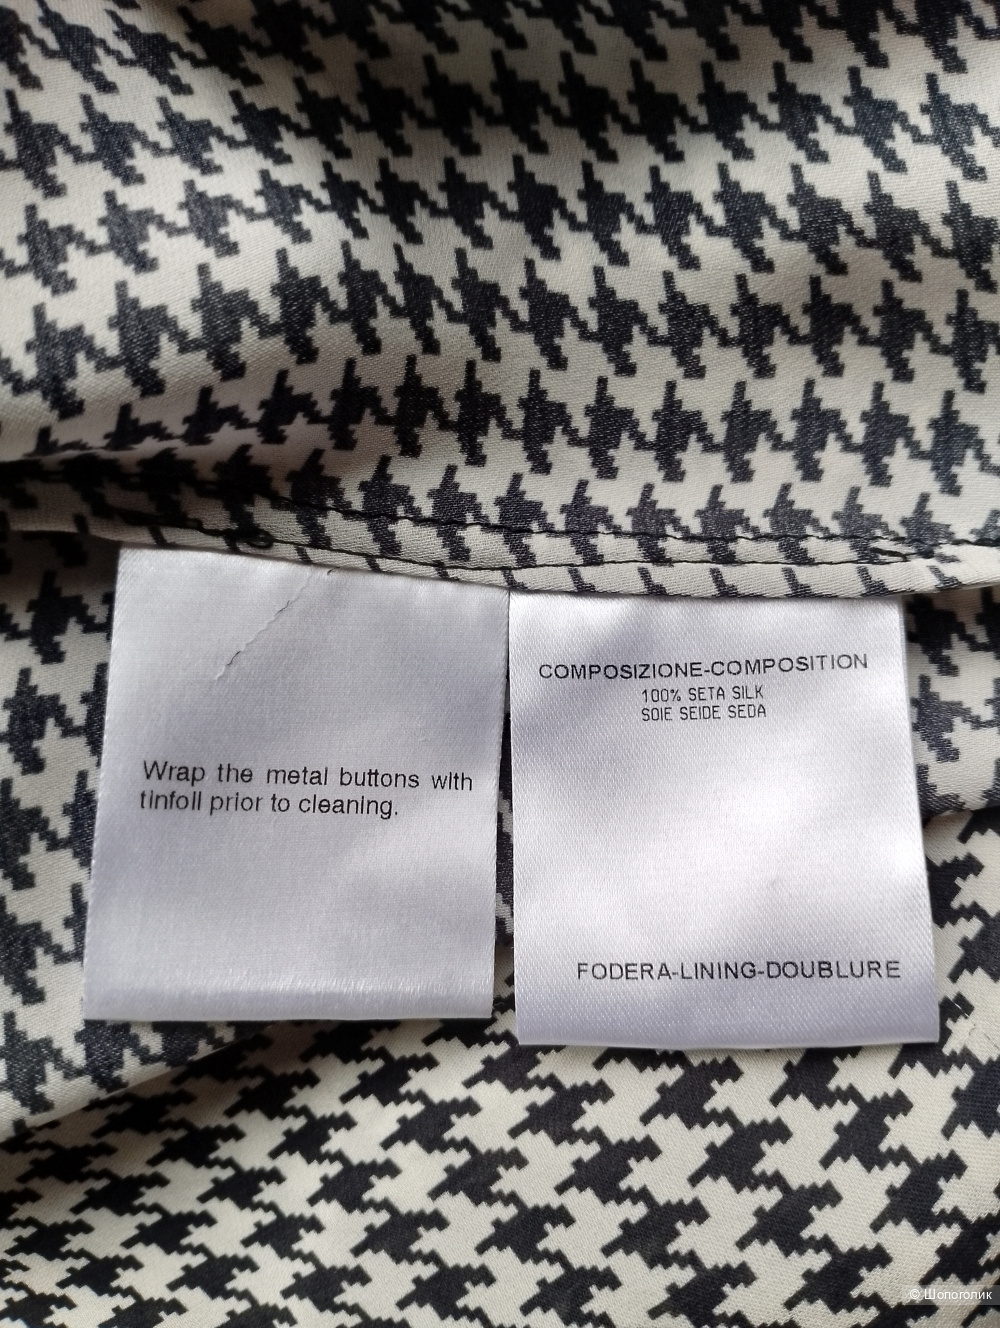 Wrap the metal buttons with
tinfoil prior to cleaning.
COMPOSIZIONE-COMPOSITION
100% SETA SILK
SOIE SEIDE SEDA
FODERA-LINING-DOUBLURE
© Шопоголик